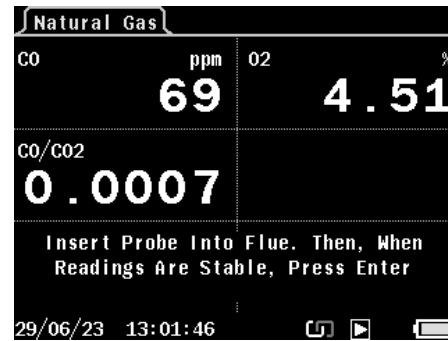 Natural Gas
CO ppm O2 %
69 4.51
CO/CO2
0.0007
Insert Probe Into Flue. Then, When
Readings Are Stable, Press Enter
29/06/23 13:01:46